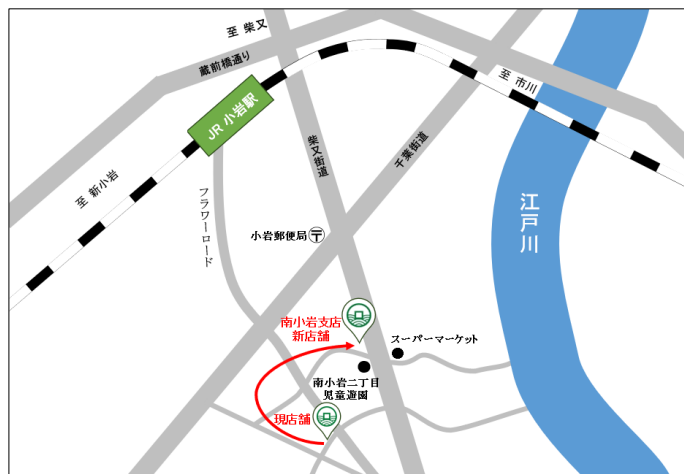 至 柴又
蔵前橋通り
至 市川
JR 小岩駅
柴又街道
千葉街道
至 新小岩
フラワーロード
江戸川
小岩郵便局
南小岩支店
新店舗
スーパーマーケット
南小岩二丁目
児童遊園
現店舗